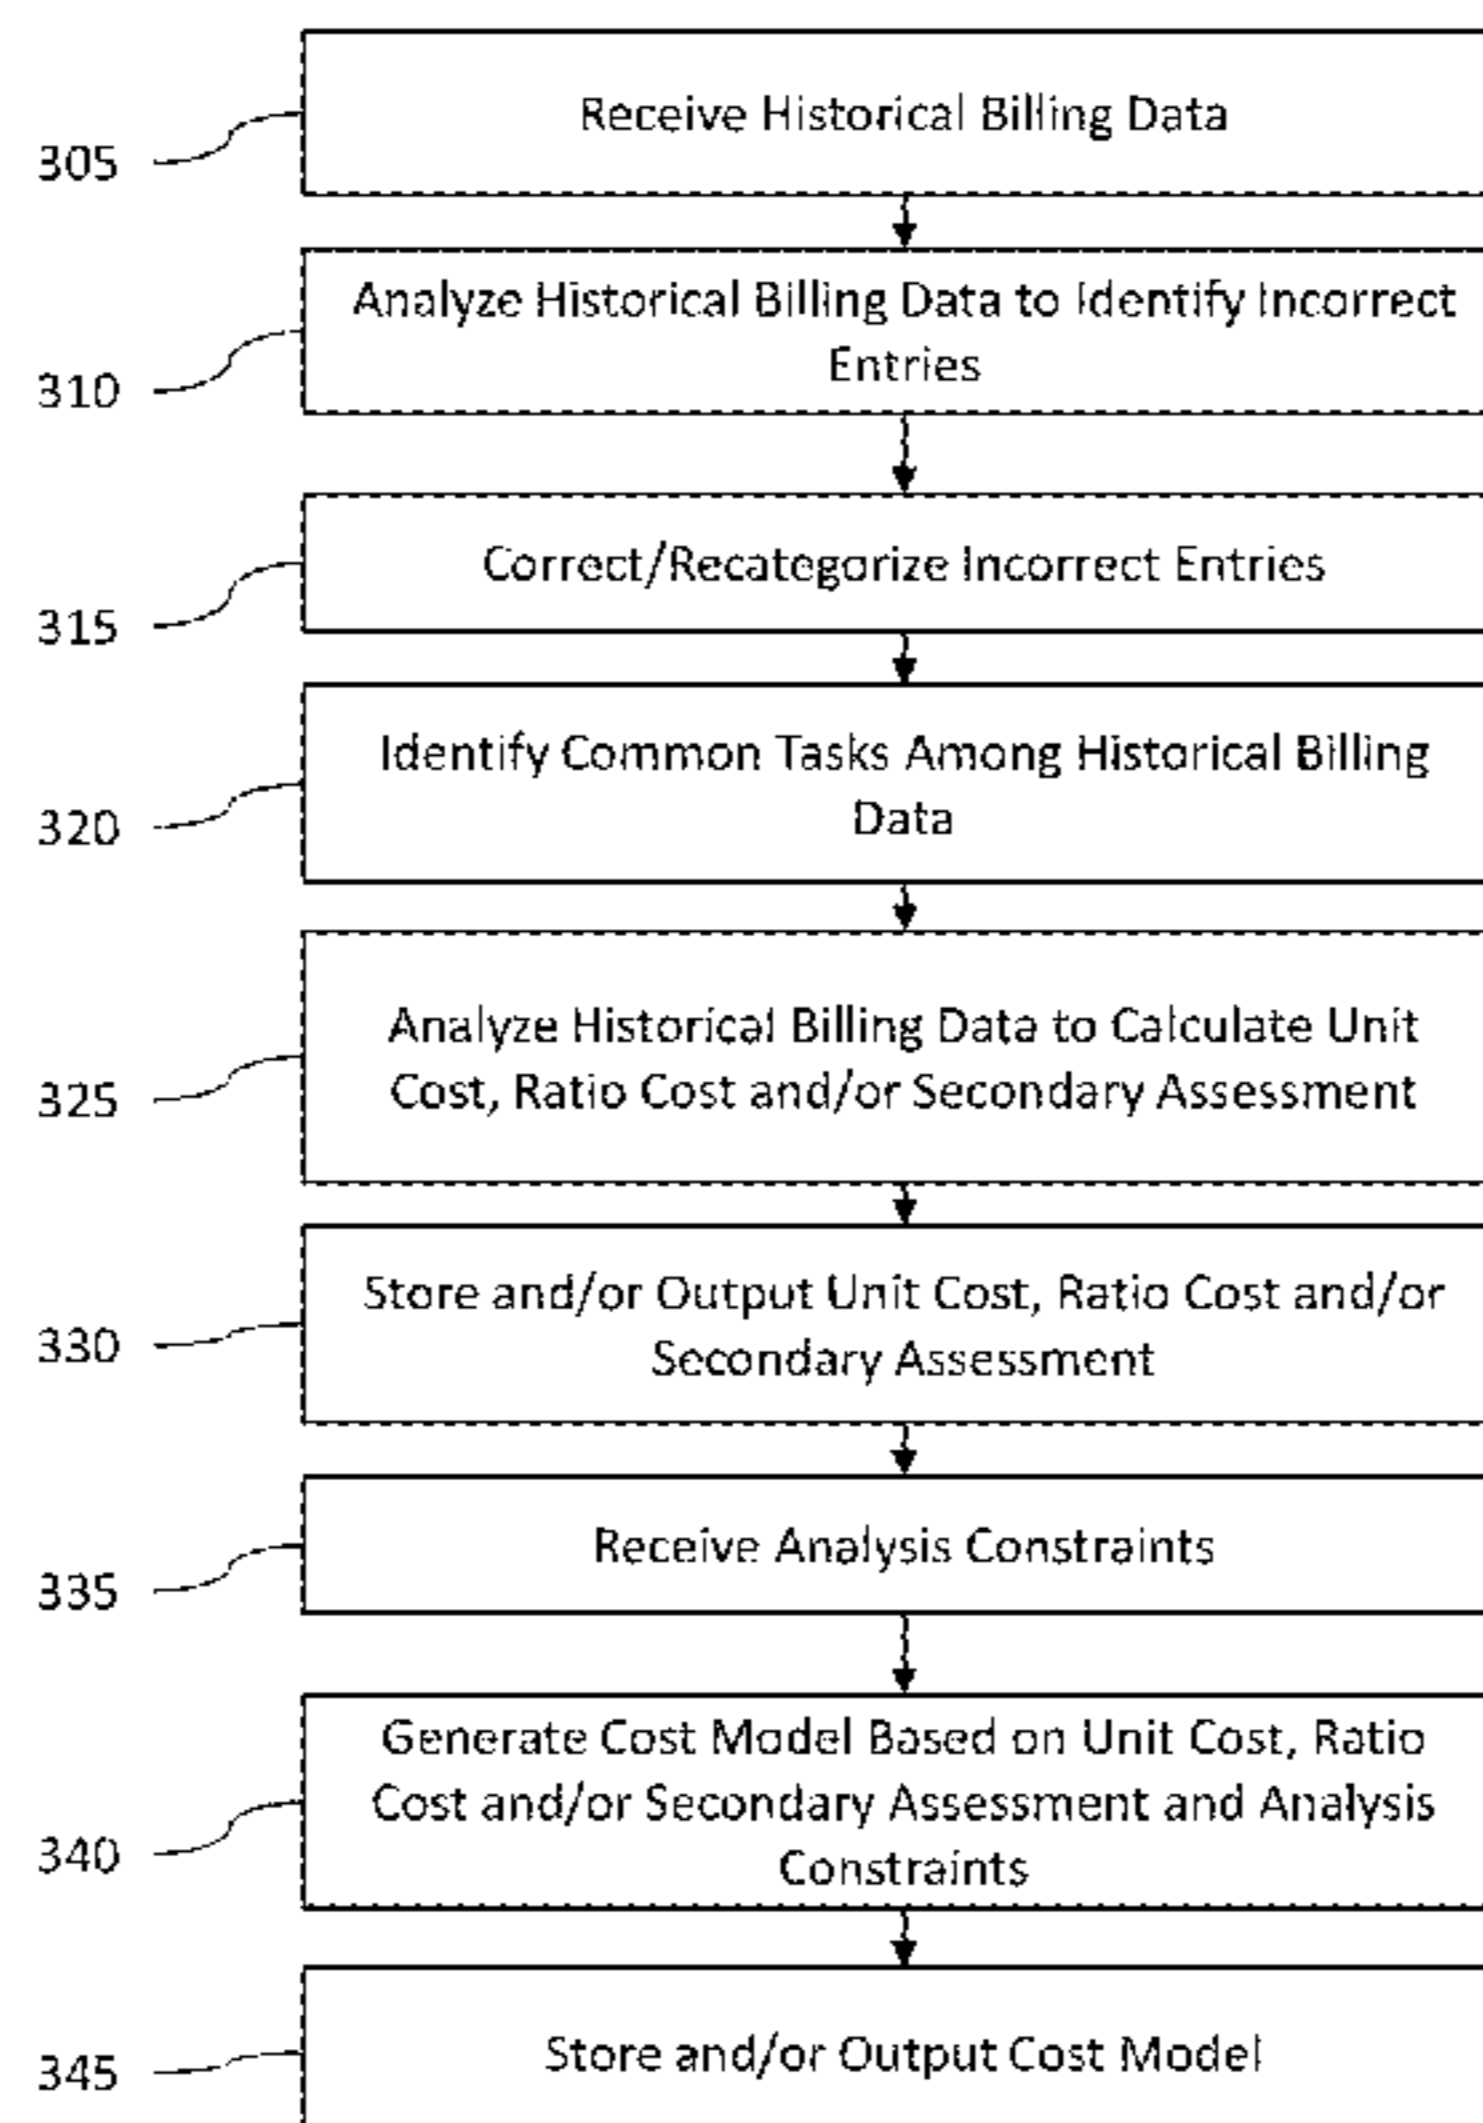 Receive Historical Billing Data
305
Analyze Historical Billing Data to Identify Incorrect
Entries
310
Correct/Recategorize Incorrect Entries
315
Identify Common Tasks Among Historical Billing
Data
320
Analyze Historical Billing Data to Calculate Unit
Cost, Ratio Cost and/or Secondary Assessment
325
Store and/or Output Unit Cost, Ratio Cost and/or
Secondary Assessment
330
Receive Analysis Constraints
335
Generate Cost Model Based on Unit Cost, Ratio
Cost and/or Secondary Assessment and Analysis
Constraints
340
Store and/or Output Cost Model
345